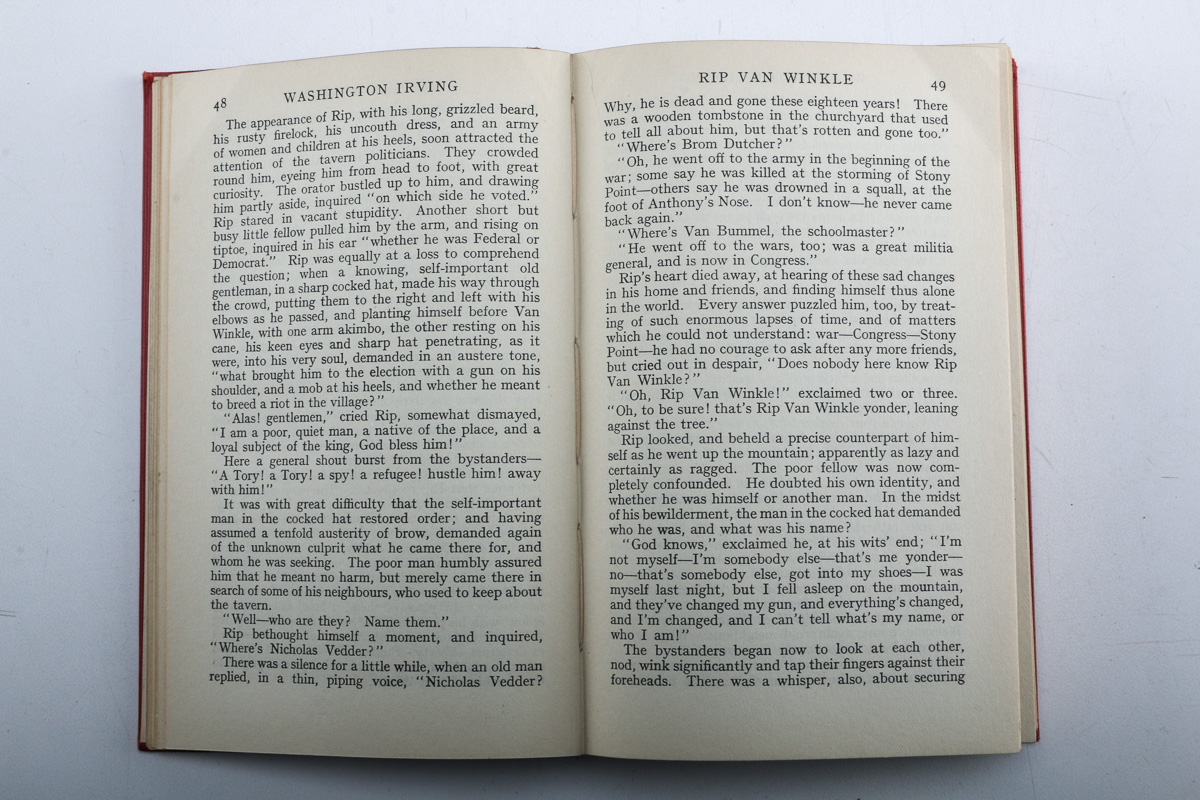 48 WASHINGTON IRVING
The appearance of Rip, with his long, grizzled beard,
his rusty firelock, his uncouth dress, and an army
of women and children at his heels, soon attracted the
attention of the tavern politicians. They crowded
round him, eyeing him from head to foot, with great
curiosity. The orator bustled up to him, and drawing
him partly aside, inquired “on which side he voted.”
Rip stared in vacant stupidity. Another short but
busy little fellow pulled him by the arm, and rising on
tiptoe, inquired in his ear “whether he was Federal or
Democrat.” Rip was equally at a loss to comprehend
the question; when a knowing, self-important old
gentleman, in a sharp cocked hat, made his way through
the crowd, putting them to the right and left with his
elbows as he passed, and planting himself before Van
Winkle, with one arm akimbo, the other resting on his
cane, his keen eyes and sharp hat penetrating, as it
were, into his very soul, demanded in an austere tone,
“what brought him to the election with a gun on his
shoulder, and a mob at his heels, and whether he meant
to breed a riot in the village?”
“Alas! gentlemen,” cried Rip, somewhat dismayed,
“I am a poor, quiet man, a native of the place, and a
loyal subject of the king, God bless him!”
Here a general shout burst from the bystanders—
“A Tory! a Tory! a spy! a refugee! hustle him! away
with him!”
It was with great difficulty that the self-important
man in the cocked hat restored order; and having
assumed a tenfold austerity of brow, demanded again
of the unknown culprit what he came there for, and
whom he was seeking. The poor man humbly assured
him that he meant no harm, but merely came there in
search of some of his neighbours, who used to keep about
the tavern.
“Well—who are they? Name them.”
Rip bethought himself a moment, and inquired,
“Where's Nicholas Vedder?”
There was a silence for a little while, when an old man
replied, in a thin, piping voice, “Nicholas Vedder?
RIP VAN WINKLE 49
Why, he is dead and gone these eighteen years! There
was a wooden tombstone in the churchyard that used
to tell all about him, but that's rotten and gone too.”
“Where's Brom Dutcher?”
“Oh, he went off to the army in the beginning of the
war; some say he was killed at the storming of Stony
Point—others say he was drowned in a squall, at the
foot of Anthony's Nose. I don't know—he never came
back again.”
“Where's Van Bummel, the schoolmaster?”
“He went off to the wars, too; was a great militia
general, and is now in Congress.”
Rip's heart died away, at hearing of these sad changes
in his home and friends, and finding himself thus alone
in the world. Every answer puzzled him, too, by treat-
ing of such enormous lapses of time, and of matters
which he could not understand: war—Congress—Stony
Point—he had no courage to ask after any more friends,
but cried out in despair, “Does nobody here know Rip
Van Winkle?”
“Oh, Rip Van Winkle!” exclaimed two or three.
“Oh, to be sure! that's Rip Van Winkle yonder, leaning
against the tree.”
Rip looked, and beheld a precise counterpart of him-
self as he went up the mountain; apparently as lazy and
certainly as ragged. The poor fellow was now com-
pletely confounded. He doubted his own identity, and
whether he was himself or another man. In the midst
of his bewilderment, the man in the cocked hat demanded
who he was, and what was his name?
“God knows,” exclaimed he, at his wits' end; “I'm
not myself—I'm somebody else—that's me yonder—
no—that's somebody else, got into my shoes—I was
myself last night, but I fell asleep on the mountain,
and they've changed my gun, and everything's changed,
and I'm changed, and I can't tell what's my name, or
who I am!”
The bystanders began now to look at each other,
nod, wink significantly and tap their fingers against their
foreheads. There was a whisper, also, about securing